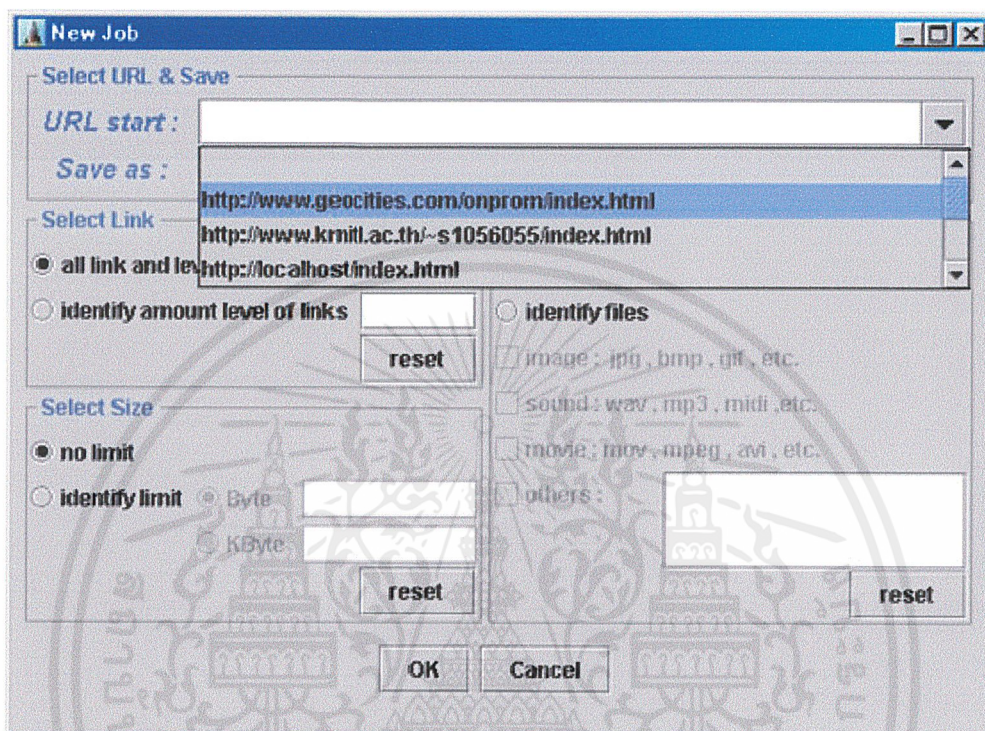 New Job
Select URL & Save
URL start :
Save as :
http://www.geocities.com/onprom/index.html
http://www.kmitl.ac.th/~s1056055/index.html
http://localhost/index.html
Select Link
all link and lev
identify amount level of links
reset
identify files
image : jpg , bmp , gif , etc.
sound : wav , mp3 , midi ,etc.
movie : mov , mpeg , avi , etc.
others :
reset
Select Size
no limit
identify limit
Byte
KByte
reset
OK
Cancel